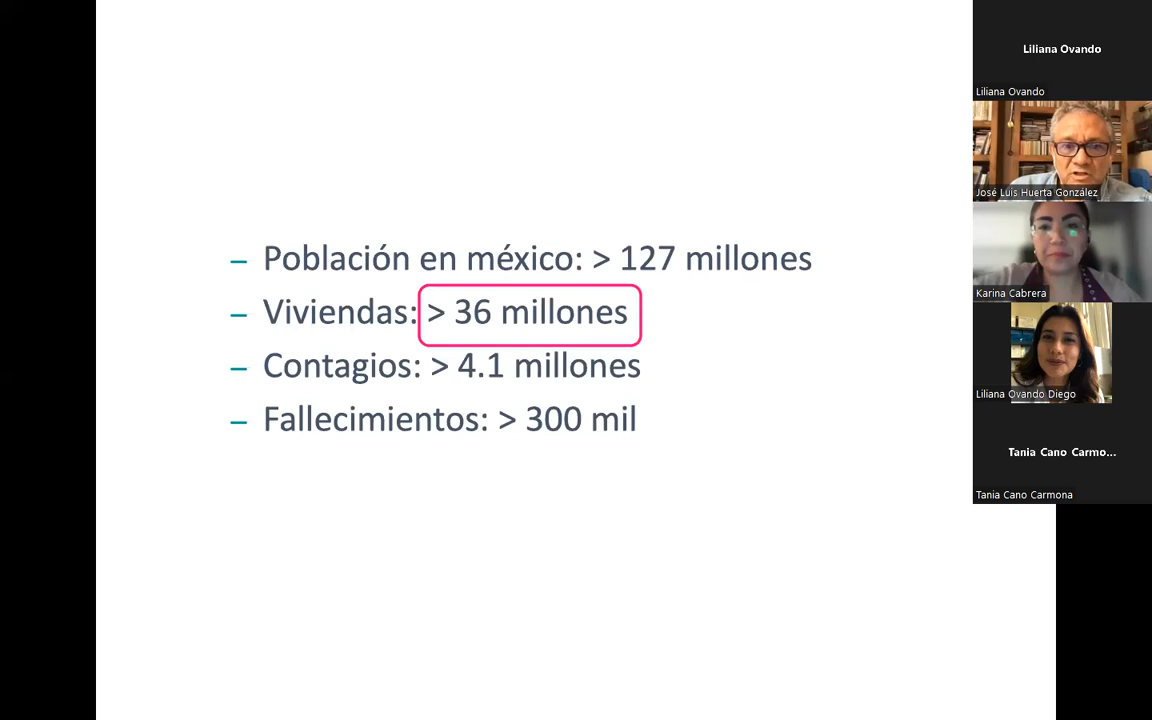 – Población en méxico: > 127 millones
– Viviendas: > 36 millones
– Contagios: > 4.1 millones
– Fallecimientos: > 300 mil
Liliana Ovando
Liliana Ovando
José Luis Huerta González
Karina Cabrera
Liliana Ovando Diego
Tania Cano Carmo...
Tania Cano Carmona